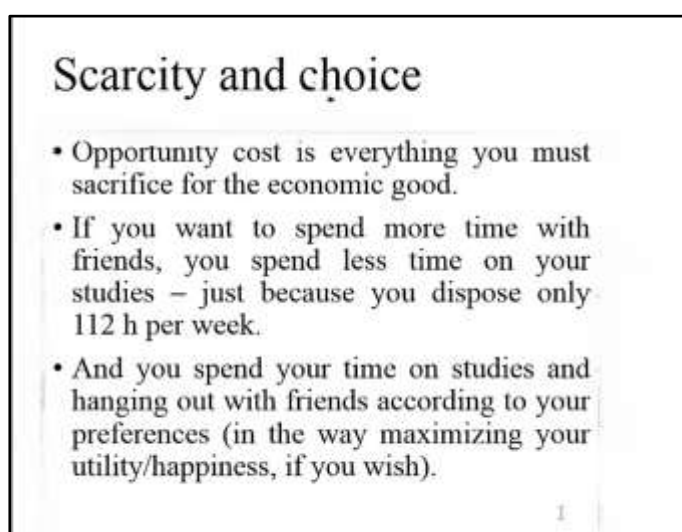 Scarcity and choice
• Opportunity cost is everything you must
sacrifice for the economic good.
• If you want to spend more time with
friends, you spend less time on your
studies – just because you dispose only
112 h per week.
• And you spend your time on studies and
hanging out with friends according to your
preferences (in the way maximizing your
utility/happiness, if you wish).
1